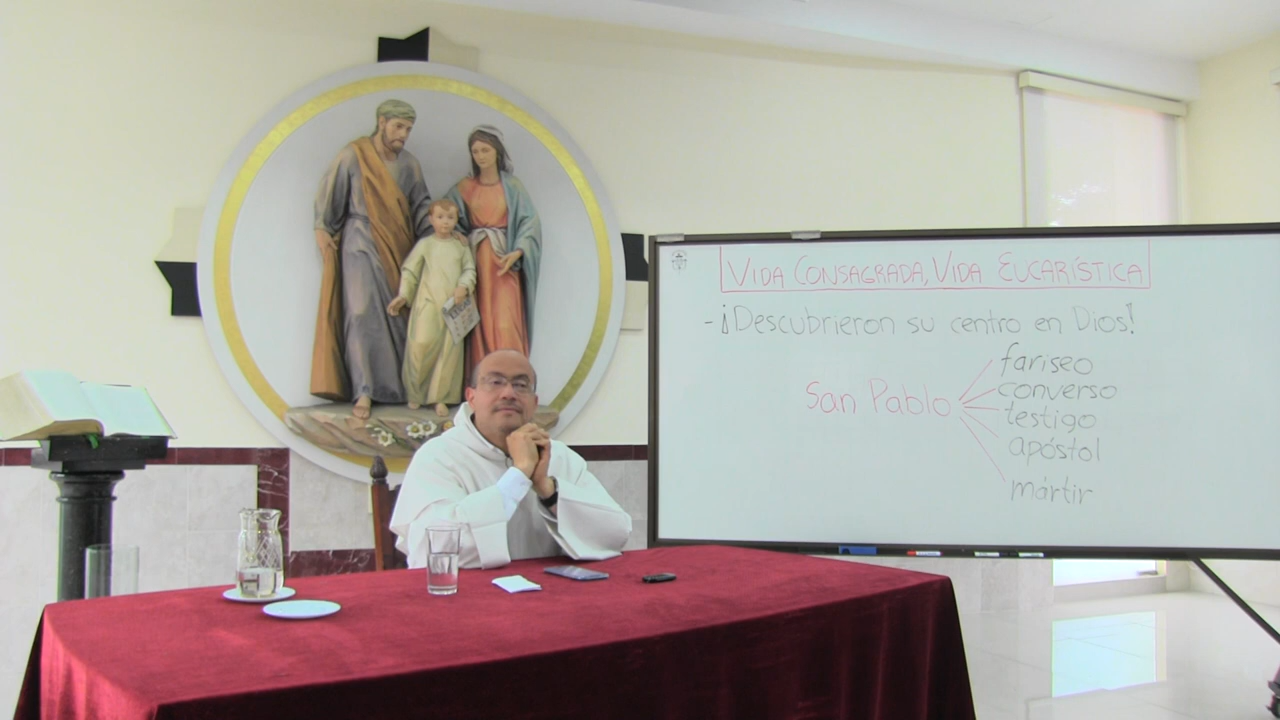 VIDA CONSAGRADA, VIDA EUCARÍSTICA
- ¡Descubrieron su centro en Dios!
San Pablo
fariseo
converso
testigo
apóstol
mártir